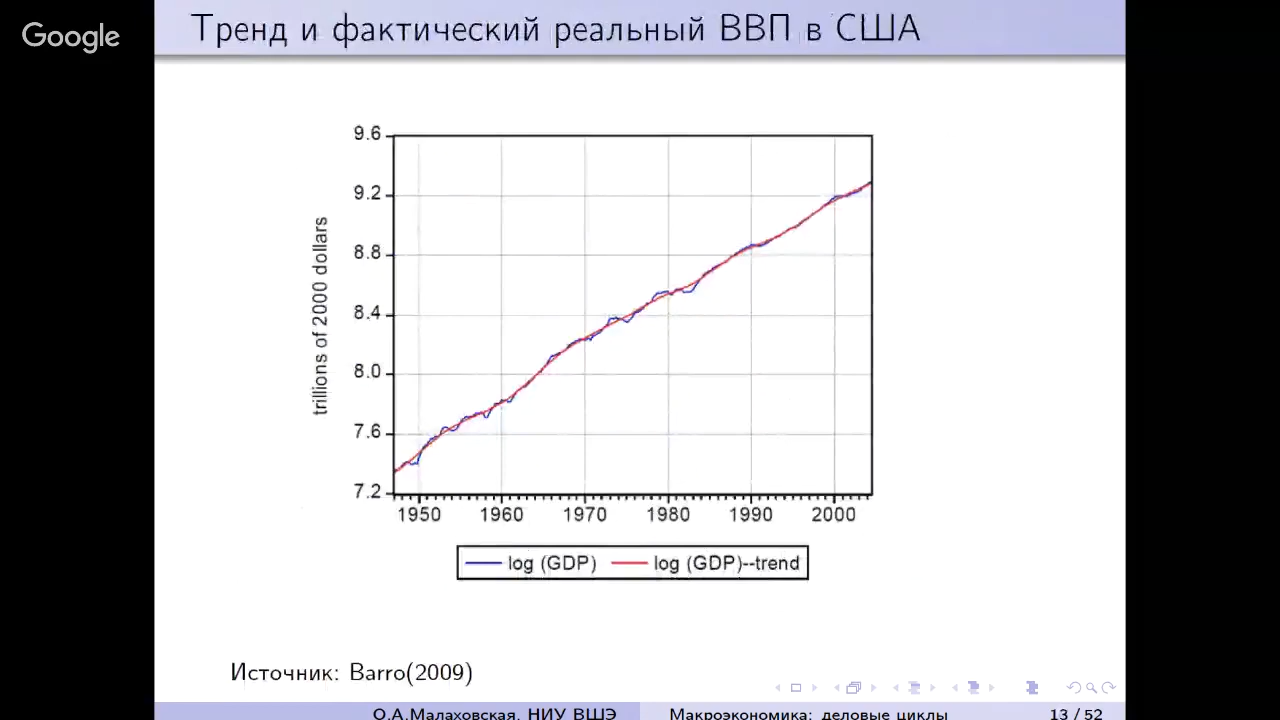 Google
Тренд и фактический реальный ВВП в США
trillions of 2000 dollars
9.6
9.2
8.8
8.4
8.0
7.6
7.2
1950 1960 1970 1980 1990 2000
log (GDP) log (GDP)--trend
Источник: Barro(2009)
О.А.Малаховская, НИУ ВШЭ Макроэкономика: деловые циклы 13 / 52